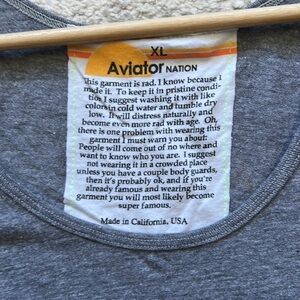 XL
Aviator NATION
This garment is rad. I know because I
made it. To keep it in pristine condi-
tion I suggest washing it with like
colors in cold water and tumble dry
low. It will distress naturally and
become even more rad with age. Oh,
there is one problem with wearing this
garment I must warn you about:
People will come out of no where and
want to know who you are. I suggest
not wearing it in a crowded place
unless you have a couple body guards,
then it's probably ok, and if you're
already famous and wearing this
garment you will most likely become
super famous.
Made in California, USA